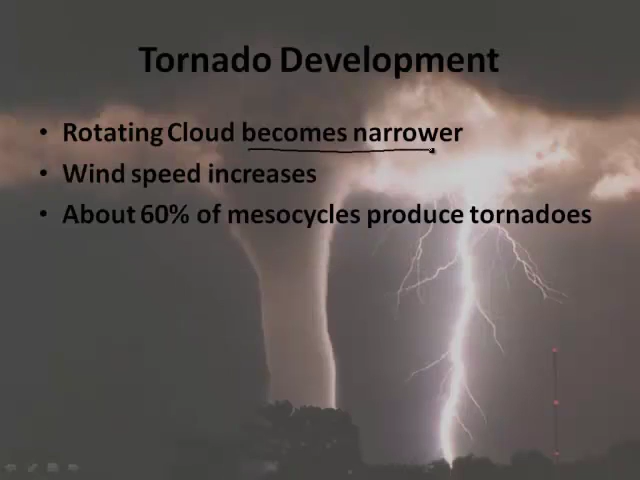 Tornado Development
• Rotating Cloud becomes narrower
• Wind speed increases
• About 60% of mesocycles produce tornadoes